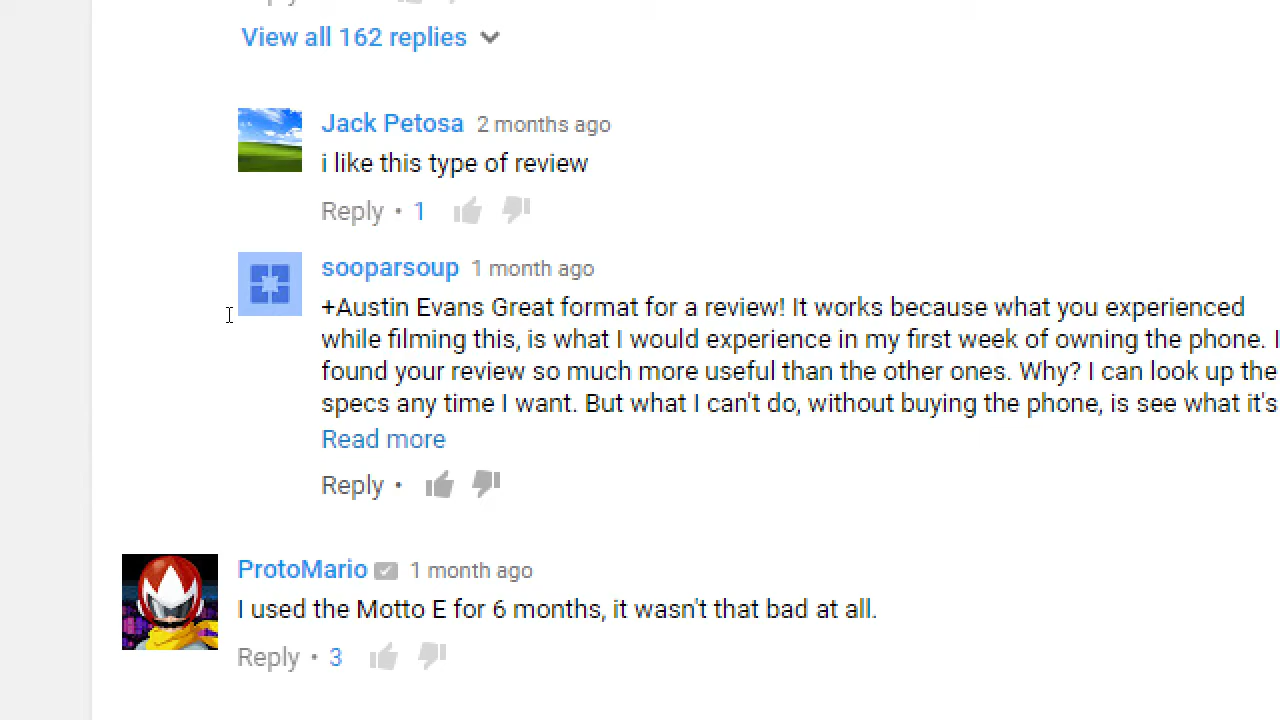 View all 162 replies
Jack Petosa 2 months ago
i like this type of review
Reply • 1
sooparsoup 1 month ago
+Austin Evans Great format for a review! It works because what you experienced
while filming this, is what I would experience in my first week of owning the phone. I
found your review so much more useful than the other ones. Why? I can look up the
specs any time I want. But what I can't do, without buying the phone, is see what it's
Read more
Reply •
ProtoMario 1 month ago
I used the Motto E for 6 months, it wasn't that bad at all.
Reply • 3